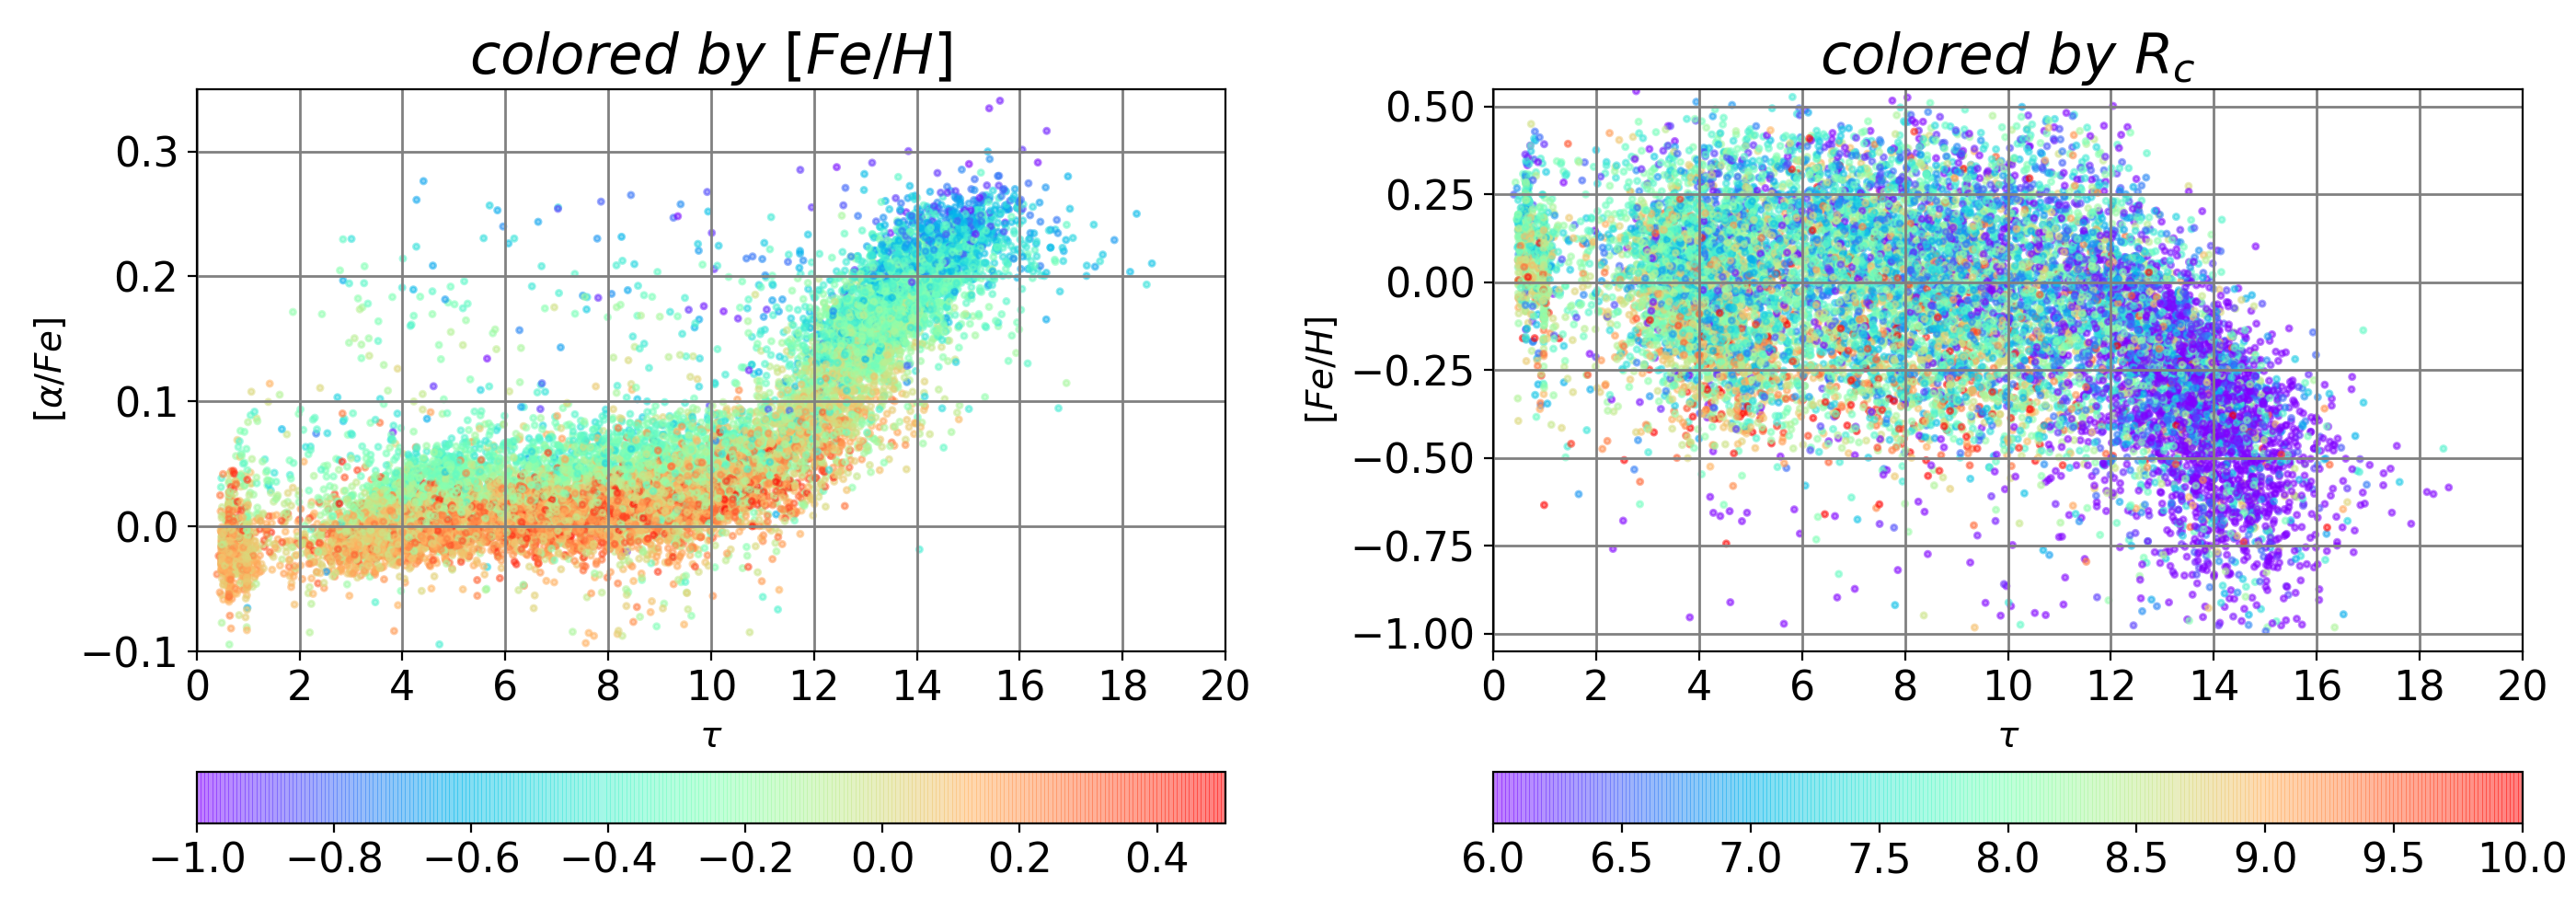 colored by [Fe/H]
[α/Fe]
0.3
0.2
0.1
0.0
−0.1
0 2 4 6 8 10 12 14 16 18 20
τ
−1.0 −0.8 −0.6 −0.4 −0.2 0.0 0.2 0.4
colored by Rc
[Fe/H]
0.50
0.25
0.00
−0.25
−0.50
−0.75
−1.00
0 2 4 6 8 10 12 14 16 18 20
τ
6.0 6.5 7.0 7.5 8.0 8.5 9.0 9.5 10.0